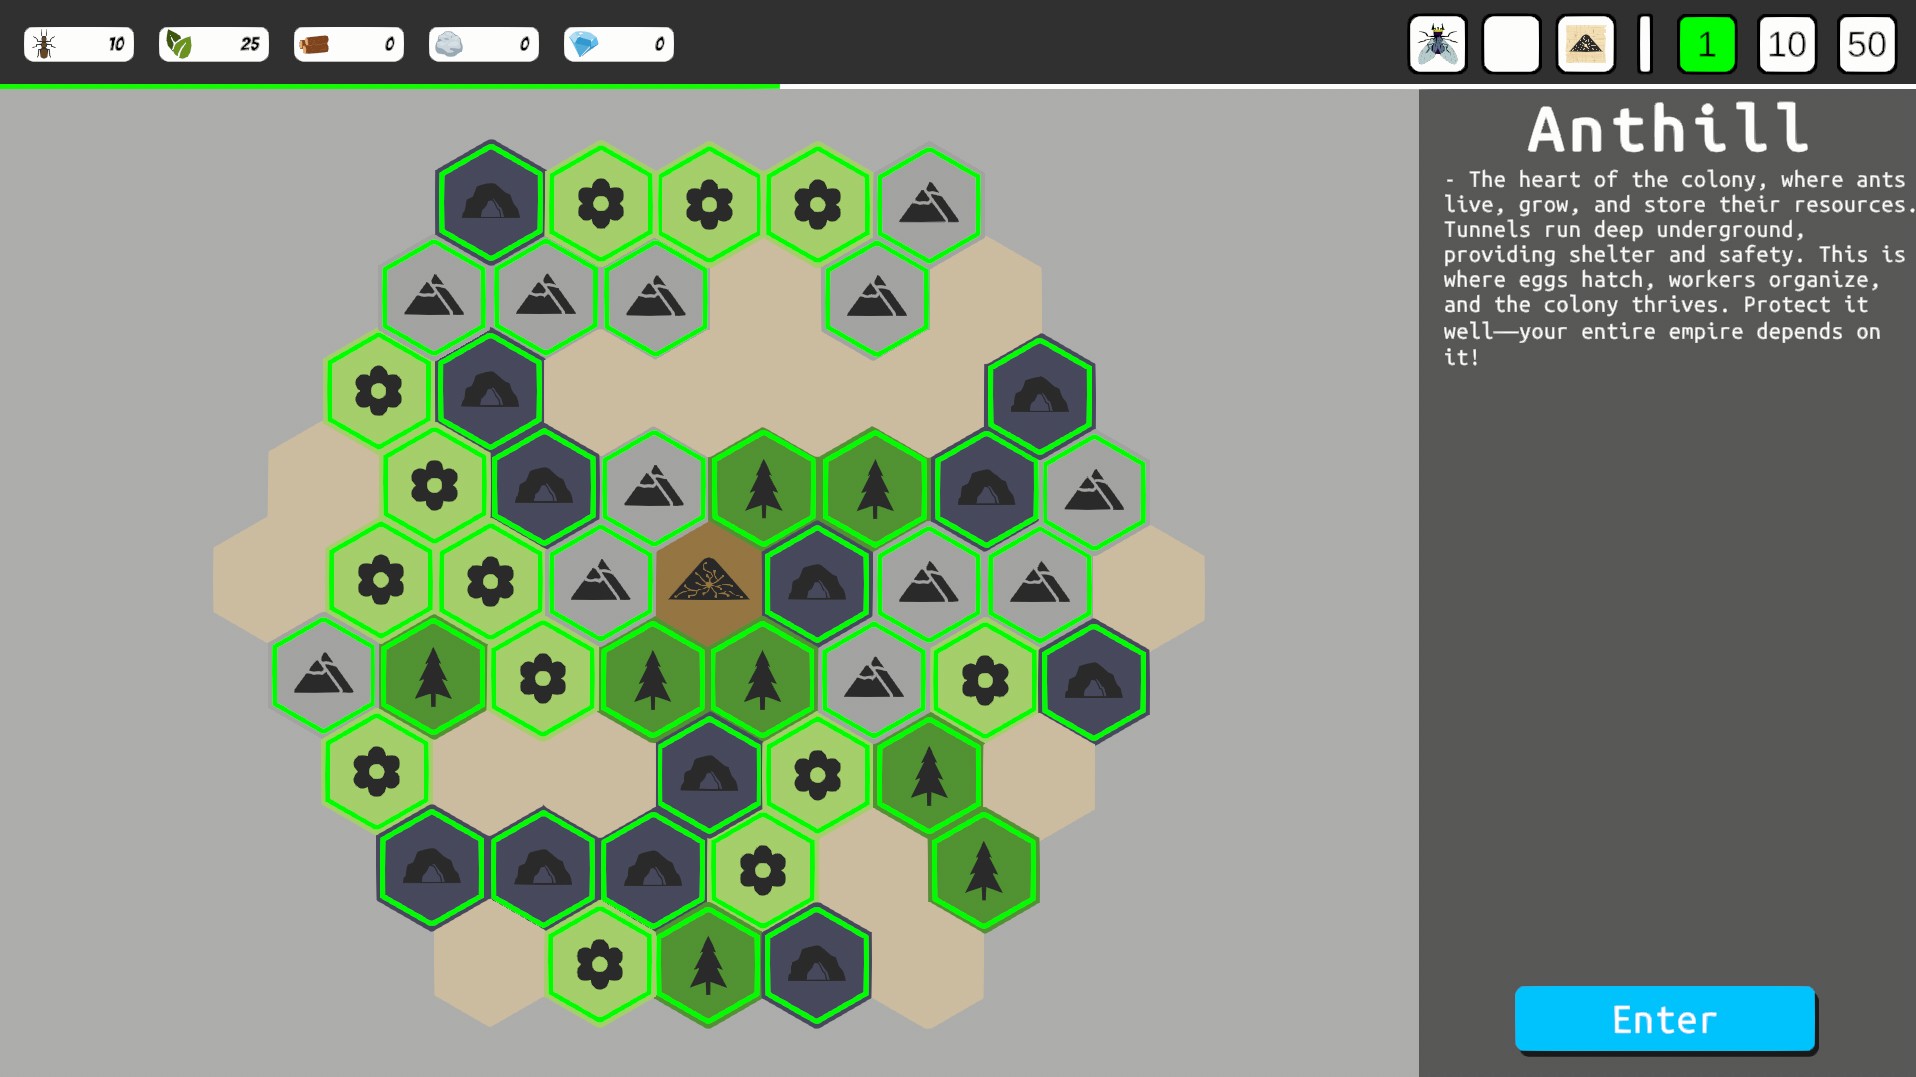 10 25 0 0 0 1 10 50
Anthill
- The heart of the colony, where ants
live, grow, and store their resources.
Tunnels run deep underground,
providing shelter and safety. This is
where eggs hatch, workers organize,
and the colony thrives. Protect it
well——your entire empire depends on
it!
Enter